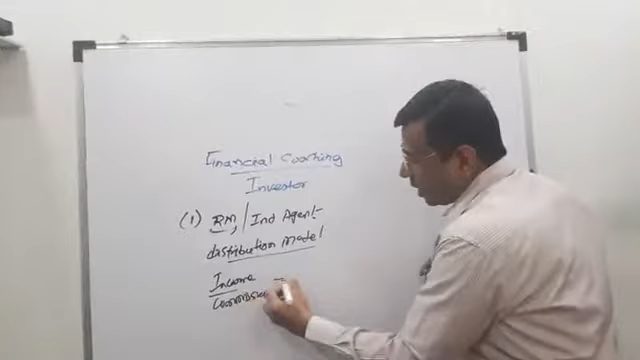 Financial Coaching
Investor
(1) RM, / Ind Agent-
distribution Model
Income -
Commission